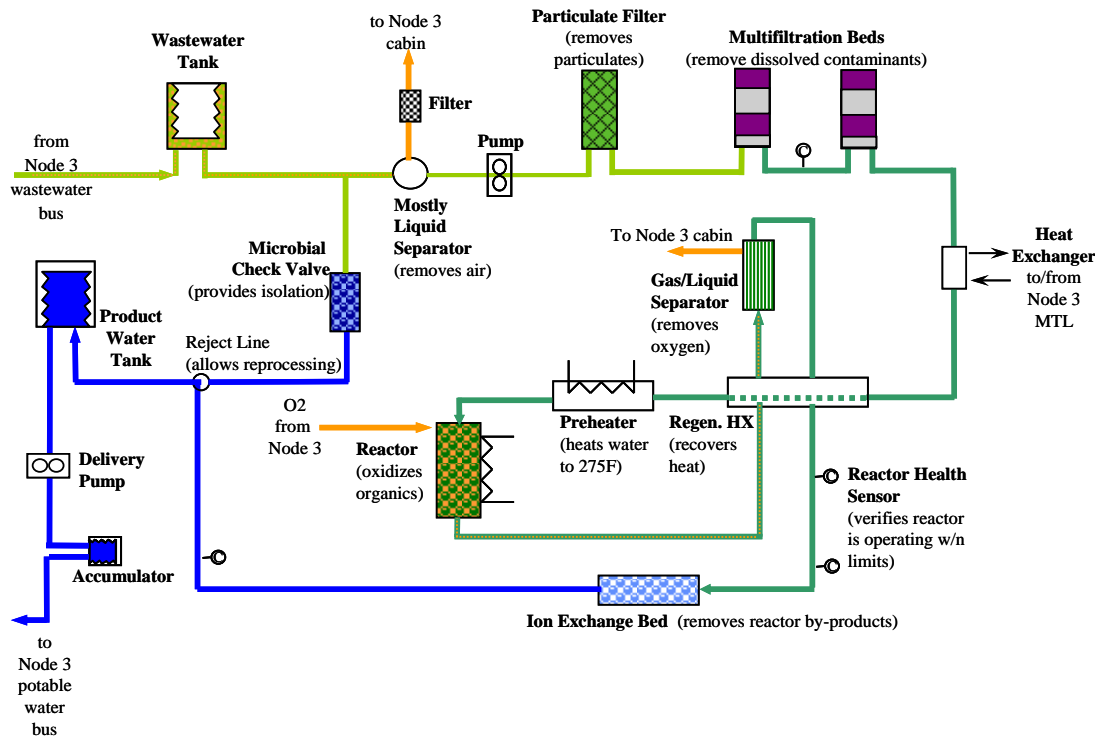 to Node 3
cabin
Wastewater
Tank
Particulate Filter
(removes
particulates)
Multifiltration Beds
(remove dissolved contaminants)
Filter
from
Node 3
wastewater
bus
Pump
Mostly
Liquid
Separator
(removes air)
Microbial
Check Valve
(provides isolation)
To Node 3 cabin
Gas/Liquid
Separator
(removes
oxygen)
Heat
Exchanger
to/from
Node 3
MTL
Product
Water
Tank
Reject Line
(allows reprocessing)
O2
from
Node 3
Reactor
(oxidizes
organics)
Preheater
(heats water
to 275F)
Regen. HX
(recovers
heat)
Delivery
Pump
Reactor Health
Sensor
(verifies reactor
is operating w/n
limits)
Accumulator
Ion Exchange Bed (removes reactor by-products)
to
Node 3
potable
water
bus